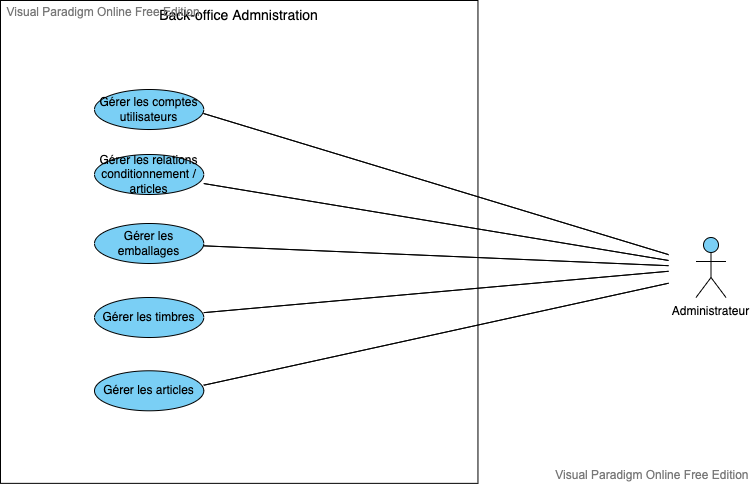 Visual Paradigm Online Free Edition
Back-office Admnistration
Gérer les comptes
utilisateurs
Gérer les relations
conditionnement /
articles
Gérer les
emballages
Gérer les timbres
Gérer les articles
Administrateur
Visual Paradigm Online Free Edition